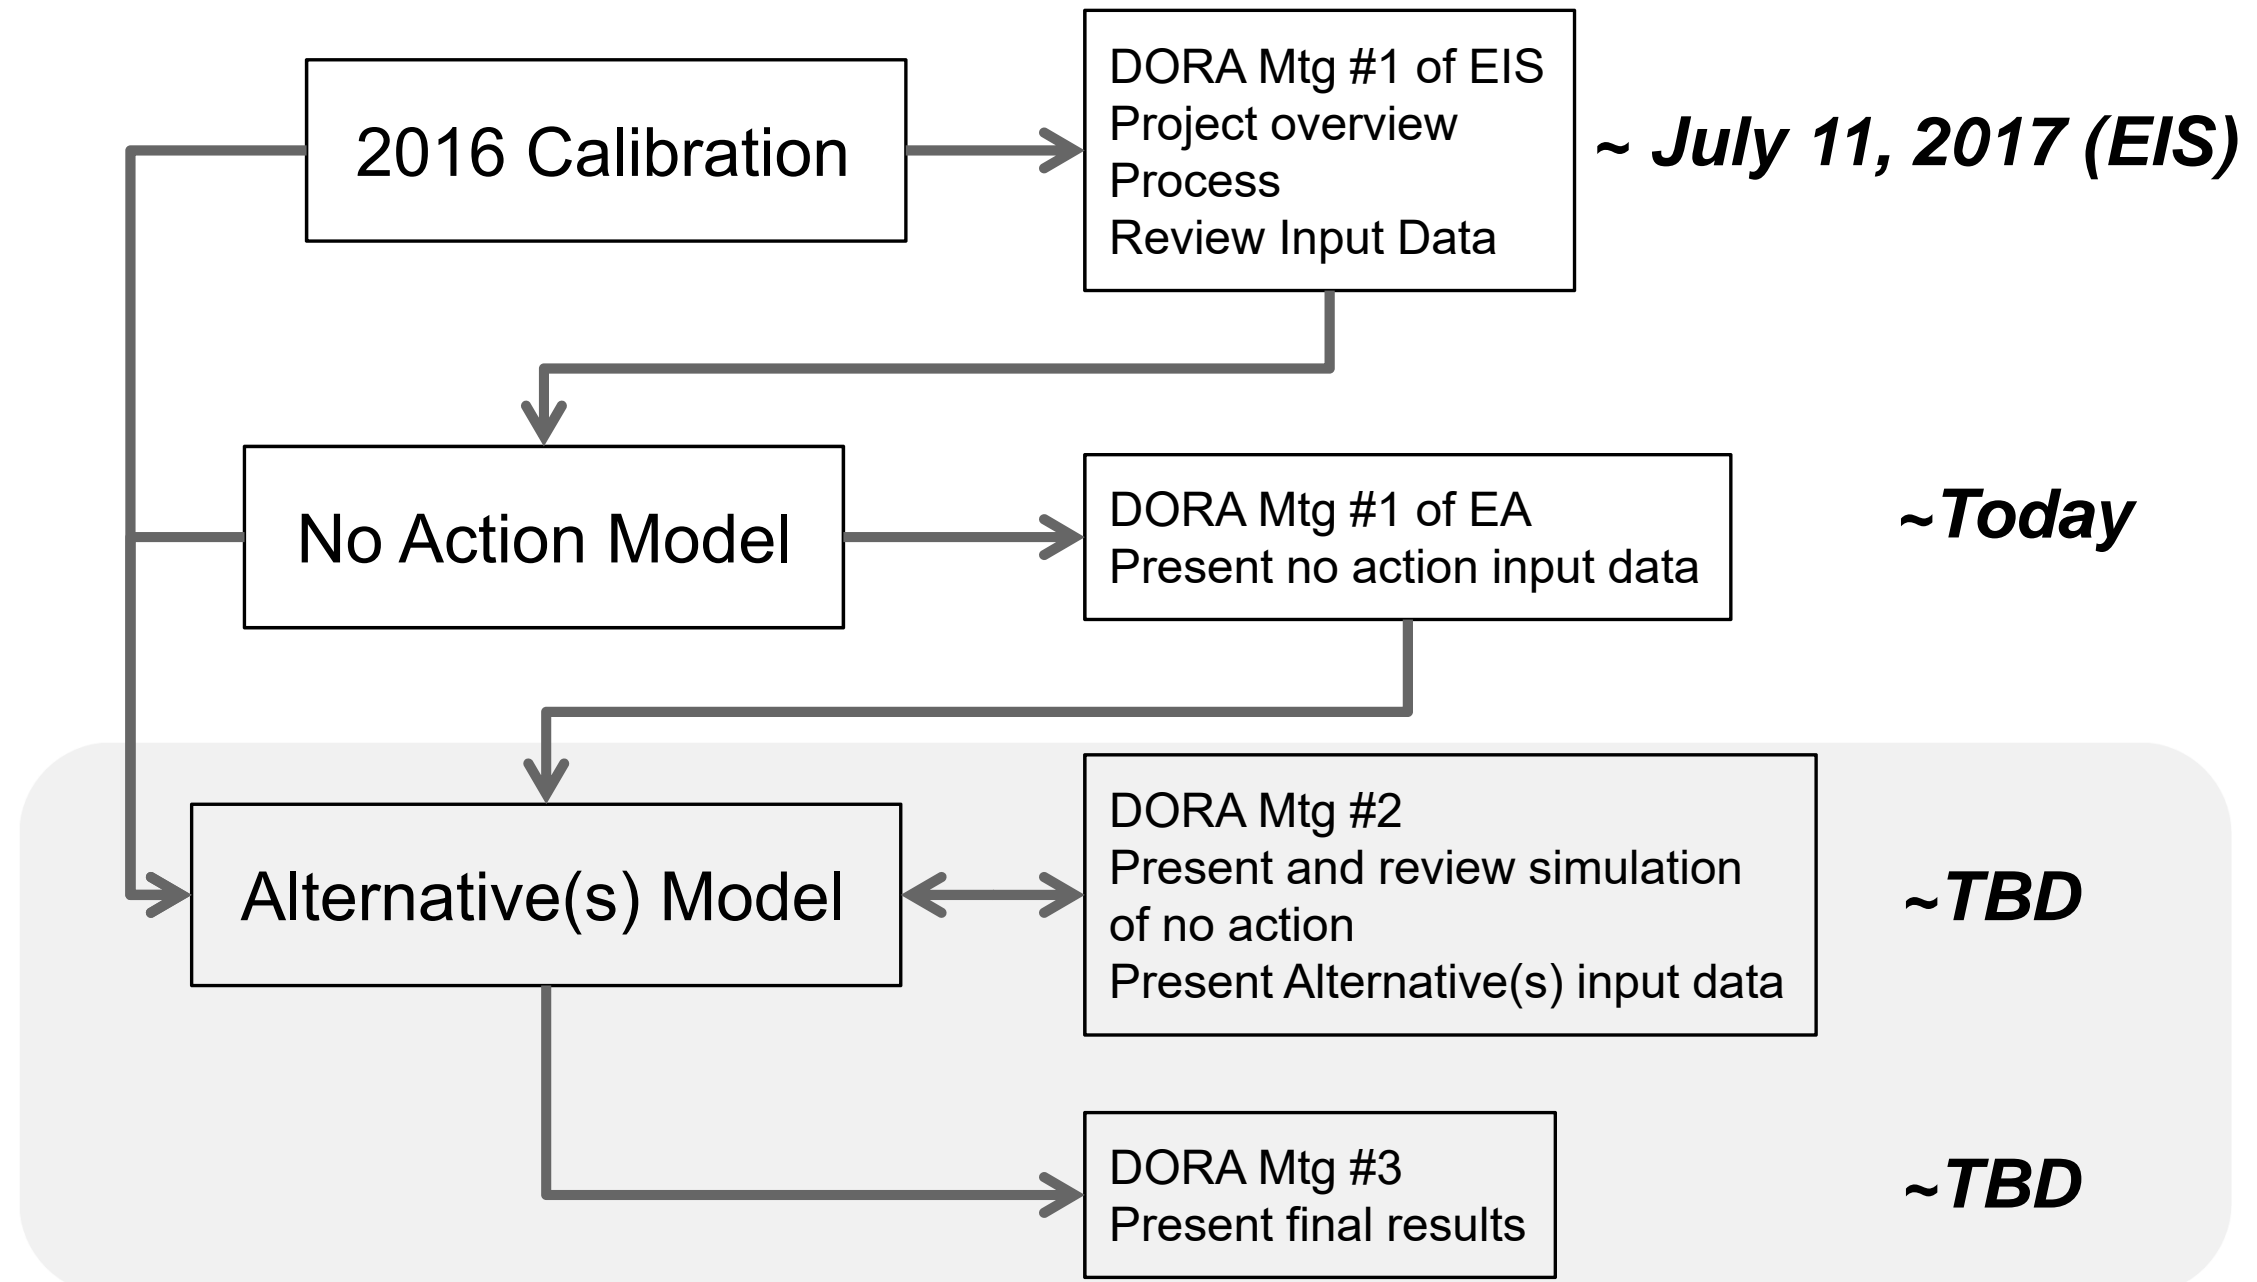 2016 Calibration
DORA Mtg #1 of EIS
Project overview
Process
Review Input Data
~ July 11, 2017 (EIS)
No Action Model
DORA Mtg #1 of EA
Present no action input data
~Today
Alternative(s) Model
DORA Mtg #2
Present and review simulation
of no action
Present Alternative(s) input data
~TBD
DORA Mtg #3
Present final results
~TBD